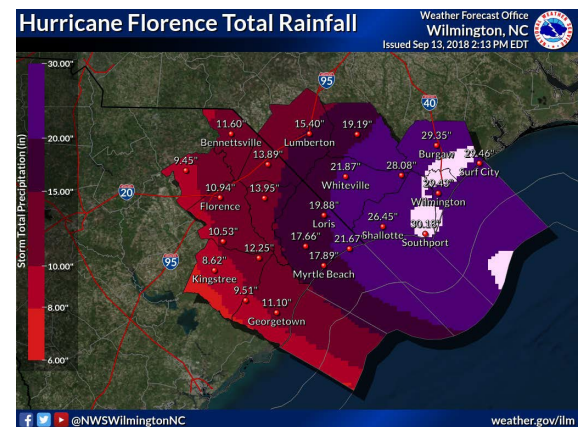 Hurricane Florence Total Rainfall
Weather Forecast Office
Wilmington, NC
Issued Sep 13, 2018 2:13 PM EDT
Storm Total Precipitation (in)
30.00"
20.00"
15.00"
10.00"
8.00"
6.00"
95
40
20
95
11.60"
Bennettsville
15.40"
Lumberton
19.19"
29.35"
Burgaw
29.46"
Surf City
9.45"
13.89"
21.87"
Whiteville
28.08"
29.43"
Wilmington
10.94"
Florence
13.95"
19.88"
Loris
26.45"
Shallotte
30.18"
Southport
10.53"
12.25"
17.66"
21.67"
17.89"
Myrtle Beach
8.62"
Kingstree
9.51"
11.10"
Georgetown
@NWSWilmingtonNC
weather.gov/ilm